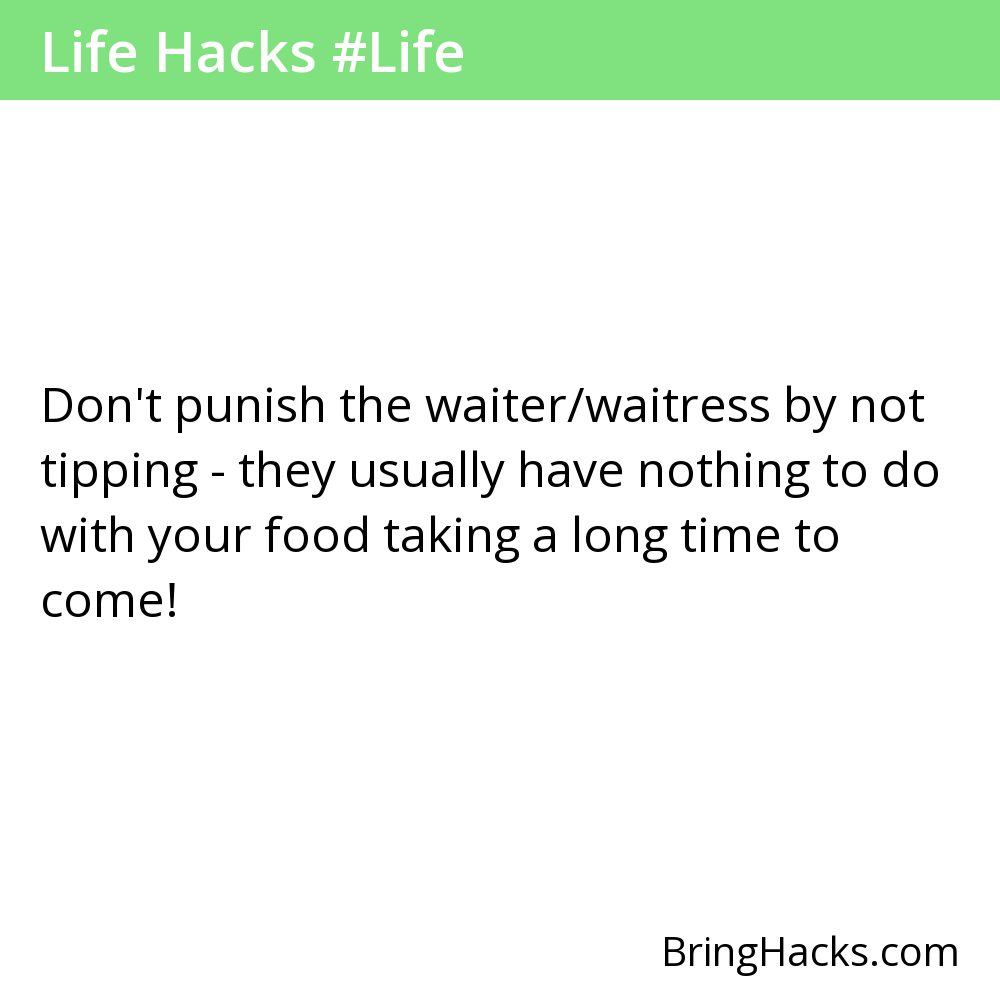 Life Hacks #Life
Don't punish the waiter/waitress by not
tipping - they usually have nothing to do
with your food taking a long time to
come!
BringHacks.com